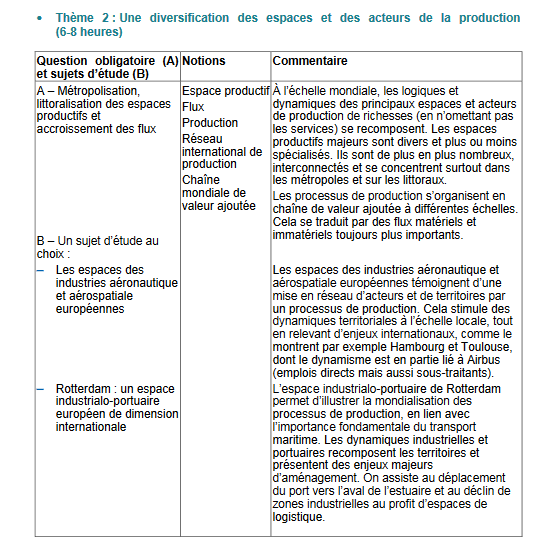 • Thème 2 : Une diversification des espaces et des acteurs de la production
(6-8 heures)
Question obligatoire (A)
et sujets d'étude (B)
Notions
Commentaire
A – Métropolisation,
littoralisation des espaces
productifs et
accroissement des flux
Espace productif
Flux
Production
Réseau
international de
production
Chaîne
mondiale de
valeur ajoutée
À l'échelle mondiale, les logiques et
dynamiques des principaux espaces et acteurs
de production de richesses (en n'omettant pas
les services) se recomposent. Les espaces
productifs majeurs sont divers et plus ou moins
spécialisés. Ils sont de plus en plus nombreux,
interconnectés et se concentrent surtout dans
les métropoles et sur les littoraux.
Les processus de production s'organisent en
chaîne de valeur ajoutée à différentes échelles.
Cela se traduit par des flux matériels et
immatériels toujours plus importants.
B – Un sujet d'étude au
choix :
– Les espaces des
industries aéronautique
et aérospatiale
européennes
Les espaces des industries aéronautique et
aérospatiale européennes témoignent d'une
mise en réseau d'acteurs et de territoires par
un processus de production. Cela stimule des
dynamiques territoriales à l'échelle locale, tout
en relevant d'enjeux internationaux, comme le
montrent par exemple Hambourg et Toulouse,
dont le dynamisme est en partie lié à Airbus
(emplois directs mais aussi sous-traitants).
– Rotterdam : un espace
industrialo-portuaire
européen de dimension
internationale
L'espace industrialo-portuaire de Rotterdam
permet d'illustrer la mondialisation des
processus de production, en lien avec
l'importance fondamentale du transport
maritime. Les dynamiques industrielles et
portuaires recomposent les territoires et
présentent des enjeux majeurs
d'aménagement. On assiste au déplacement
du port vers l'aval de l'estuaire et au déclin de
zones industrielles au profit d'espaces de
logistique.